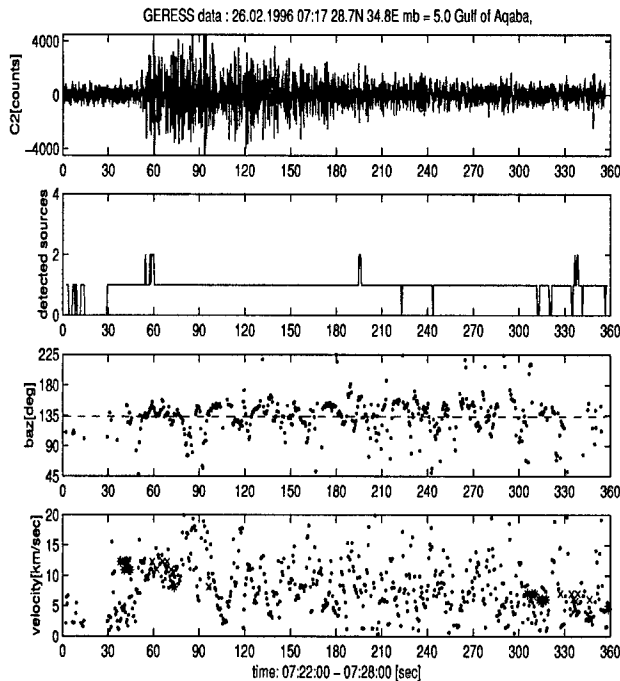 GERESS data : 26.02.1996 07:17 28.7N 34.8E mb = 5.0 Gulf of Aqaba,
C2[counts]
4000
0
−4000
0 30 60 90 120 150 180 210 240 270 300 330 360
detected sources
4
2
0
0 30 60 90 120 150 180 210 240 270 300 330 360
baz[deg]
225
180
135
90
45
0 30 60 90 120 150 180 210 240 270 300 330 360
velocity[km/sec]
20
15
10
5
0
0 30 60 90 120 150 180 210 240 270 300 330 360
time: 07:22:00 − 07:28:00 [sec]